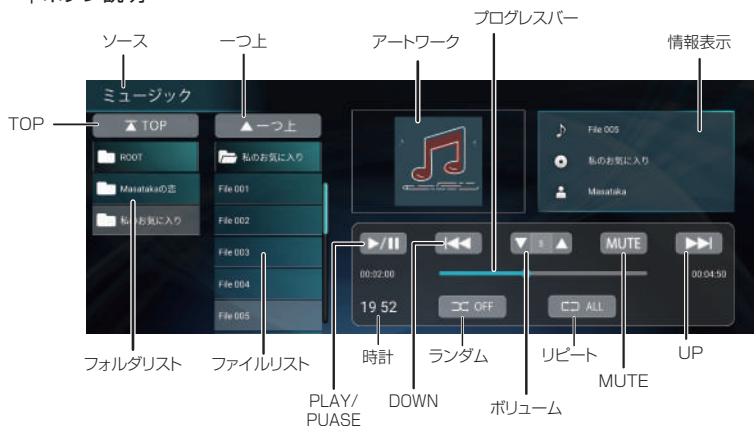 プログレスバー
ソース
一つ上
アートワーク
情報表示
ミュージック
TOP
TOP
一つ上
ROOT
Masatakaの恋
私のお気に入り
私のお気に入り
File 001
File 002
File 003
File 004
File 005
File 005
私のお気に入り
Masataka
MUTE
00:02:00
00:04:50
19 52
OFF
ALL
フォルダリスト
ファイルリスト
時計
ランダム
リピート
UP
PLAY/
PUASE
DOWN
ボリューム
MUTE